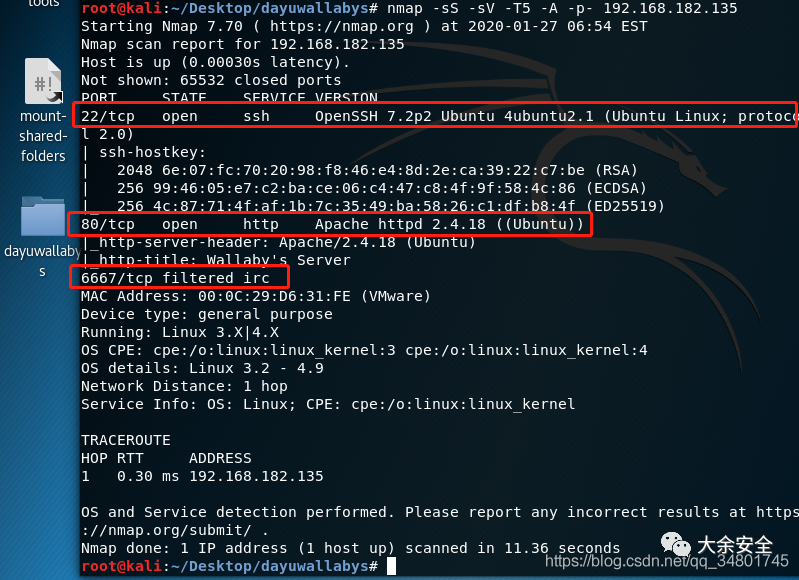 tools
mount-
shared-
folders
dayuwallaby
s
root@kali:~/Desktop/dayuwallabys# nmap -sS -sV -T5 -A -p- 192.168.182.135
Starting Nmap 7.70 ( https://nmap.org ) at 2020-01-27 06:54 EST
Nmap scan report for 192.168.182.135
Host is up (0.00030s latency).
Not shown: 65532 closed ports
PORT     STATE    SERVICE VERSION
22/tcp   open     ssh     OpenSSH 7.2p2 Ubuntu 4ubuntu2.1 (Ubuntu Linux; protoco
l 2.0)
| ssh-hostkey:
|   2048 6e:07:fc:70:20:98:f8:46:e4:8d:2e:ca:39:22:c7:be (RSA)
|   256 99:46:05:e7:c2:ba:ce:06:c4:47:c8:4f:9f:58:4c:86 (ECDSA)
|_  256 4c:87:71:4f:af:1b:7c:35:49:ba:58:26:c1:df:b8:4f (ED25519)
80/tcp   open     http    Apache httpd 2.4.18 ((Ubuntu))
|_http-server-header: Apache/2.4.18 (Ubuntu)
|_http-title: Wallaby's Server
6667/tcp filtered irc
MAC Address: 00:0C:29:D6:31:FE (VMware)
Device type: general purpose
Running: Linux 3.X|4.X
OS CPE: cpe:/o:linux:linux_kernel:3 cpe:/o:linux:linux_kernel:4
OS details: Linux 3.2 - 4.9
Network Distance: 1 hop
Service Info: OS: Linux; CPE: cpe:/o:linux:linux_kernel
TRACEROUTE
HOP RTT     ADDRESS
1   0.30 ms 192.168.182.135
OS and Service detection performed. Please report any incorrect results at https
://nmap.org/submit/ .
Nmap done: 1 IP address (1 host up) scanned in 11.36 seconds
root@kali:~/Desktop/dayuwallabys#
大余安全
https://blog.csdn.net/qq_34801745